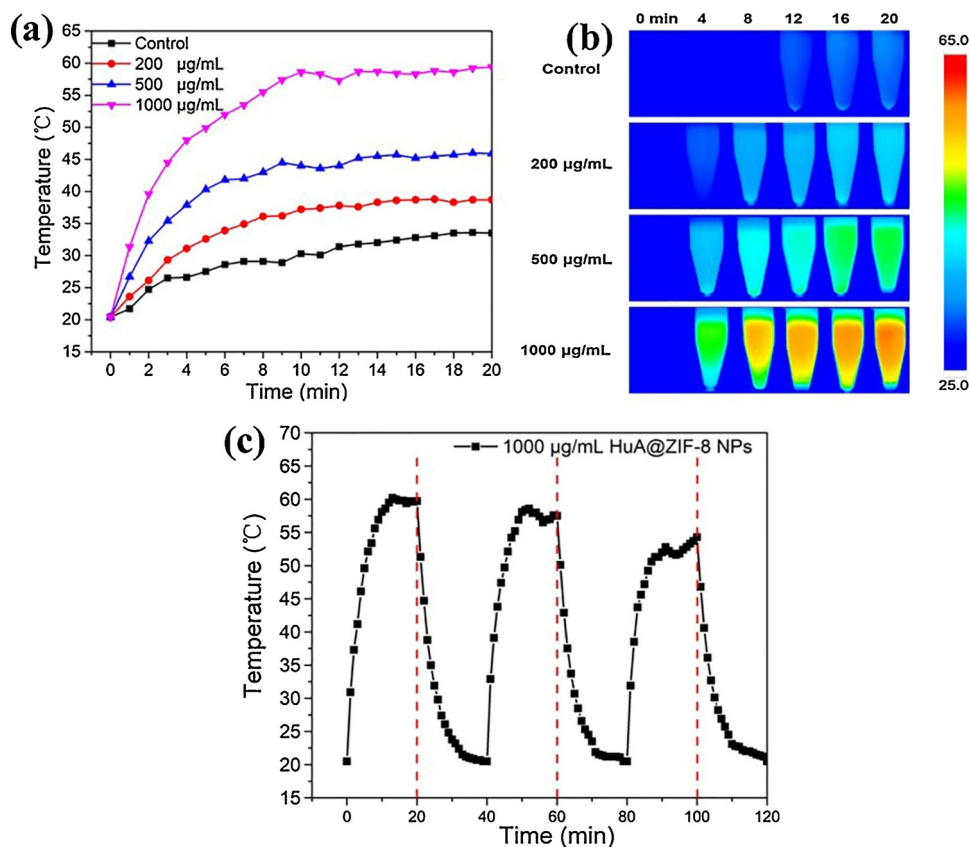 (a)
Control
200 µg/mL
500 µg/mL
1000 µg/mL
65
60
55
50
45
40
35
30
25
20
15
Temperature (℃)
0 2 4 6 8 10 12 14 16 18 20
Time (min)
(b)
0 min 4 8 12 16 20
Control
200 µg/mL
500 µg/mL
1000 µg/mL
65.0
25.0
(c)
1000 µg/mL HuA@ZIF-8 NPs
70
65
60
55
50
45
40
35
30
25
20
15
Temperature (℃)
0 20 40 60 80 100 120
Time (min)